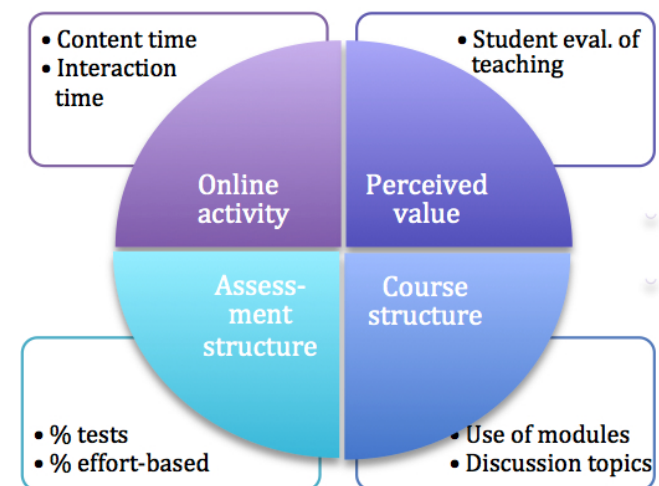 • Content time
• Interaction
time
• Student eval. of
teaching
Online
activity
Perceived
value
Assess-
ment
structure
Course
structure
• % tests
• % effort-based
• Use of modules
• Discussion topics